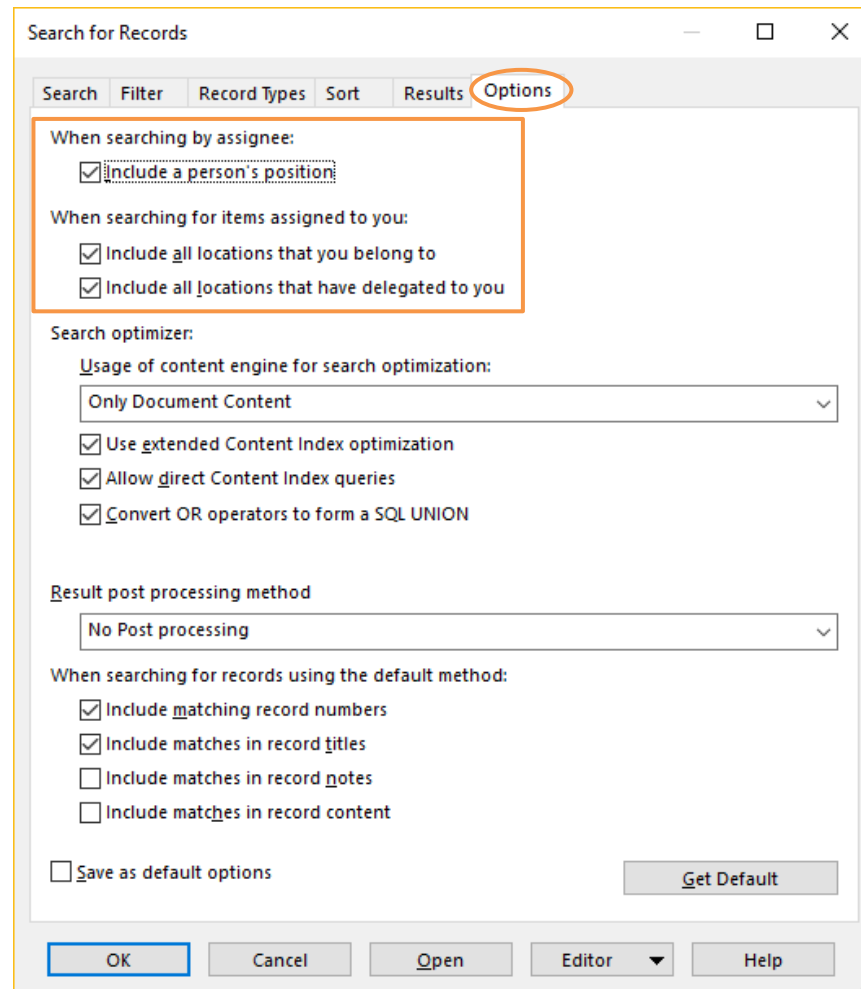 Search for Records
Search Filter Record Types Sort Results Options
When searching by assignee:
Include a person's position
When searching for items assigned to you:
Include all locations that you belong to
Include all locations that have delegated to you
Search optimizer:
Usage of content engine for search optimization:
Only Document Content
Use extended Content Index optimization
Allow direct Content Index queries
Convert OR operators to form a SQL UNION
Result post processing method
No Post processing
When searching for records using the default method:
Include matching record numbers
Include matches in record titles
Include matches in record notes
Include matches in record content
Save as default options Get Default
OK Cancel Open Editor Help